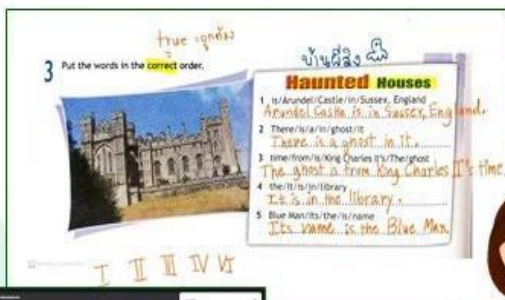 true = ถูกต้อง
3 Put the words in the correct order.
บ้านผีสิง
Haunted Houses
1 is/Arundel/Castle/in/Sussex, England
Arundel Castle is in Sussex, England.
2 There/is/a/in/ghost/it
There is a ghost in it.
3 time/from/is/King Charles II's/The/ghost
The ghost is from King Charles II's time.
4 the/It/is/in/library
It is in the library.
5 Blue Man/Its/the/is/name
Its name is the Blue Man.
I II III IV VI